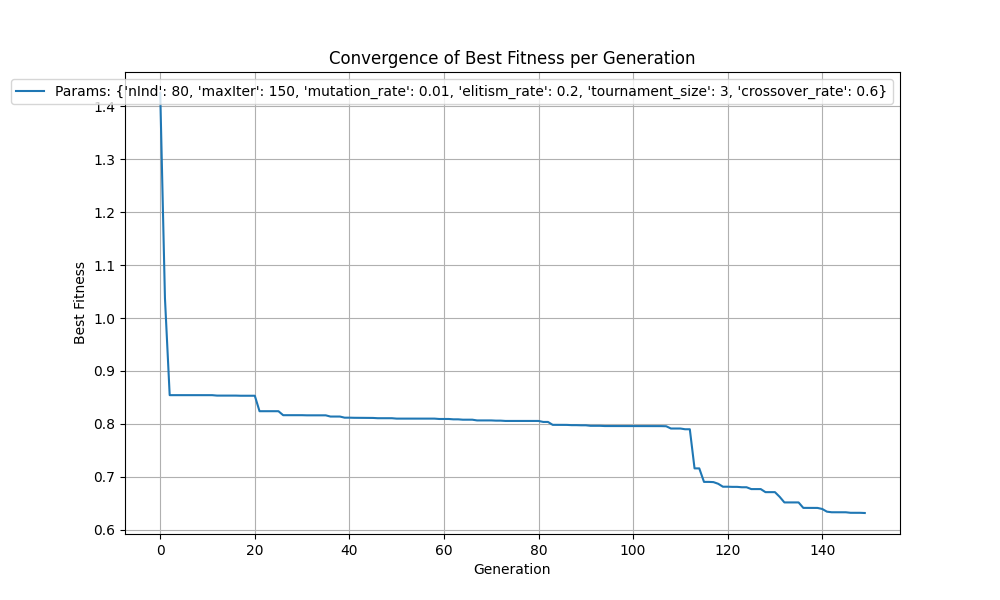 Convergence of Best Fitness per Generation
Params: {'nInd': 80, 'maxIter': 150, 'mutation_rate': 0.01, 'elitism_rate': 0.2, 'tournament_size': 3, 'crossover_rate': 0.6}
1.4
1.3
1.2
1.1
1.0
0.9
0.8
0.7
0.6
Best Fitness
0 20 40 60 80 100 120 140
Generation